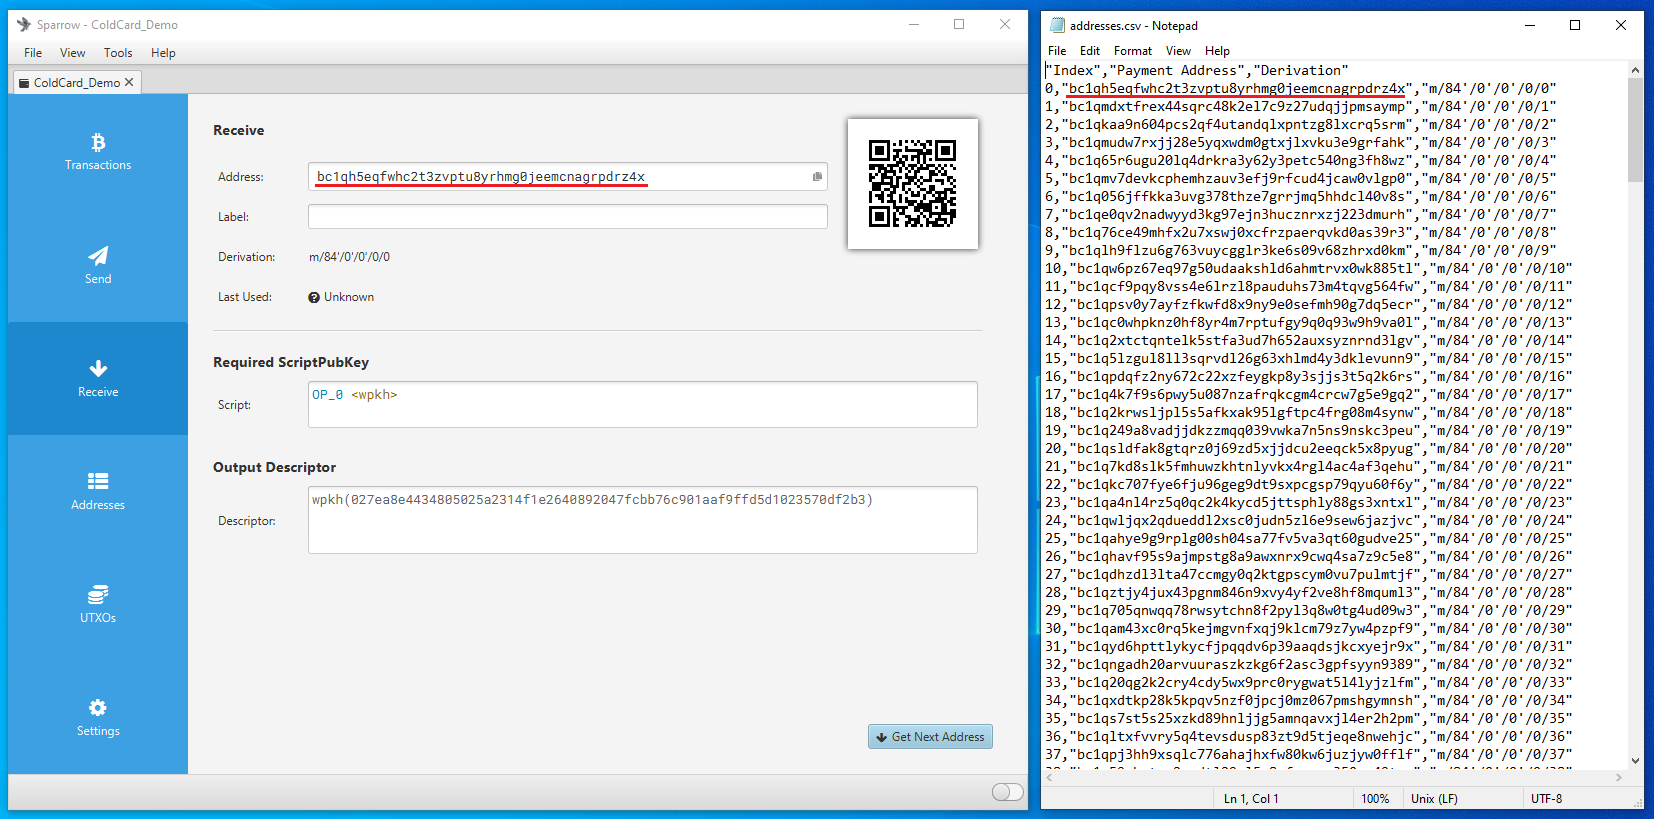 Sparrow - ColdCard_Demo
File View Tools Help
ColdCard_Demo
Transactions
Send
Receive
Addresses
UTXOs
Settings
Receive
Address: bc1qh5eqfwhc2t3zvptu8yrhmg0jeemcnagrpdrz4x
Label:
Derivation: m/84'/0'/0'/0/0
Last Used: Unknown
Required ScriptPubKey
Script: OP_0 <wpkh>
Output Descriptor
Descriptor: wpkh(027ea8e4434805025a2314f1e2640892047fcbb76c901aaf9ffd5d1023570df2b3)
Get Next Address
addresses.csv - Notepad
File Edit Format View Help
"Index","Payment Address","Derivation"
0,"bc1qh5eqfwhc2t3zvptu8yrhmg0jeemcnagrpdrz4x","m/84'/0'/0'/0/0"
1,"bc1qmdxtfrex44sqrc48k2el7c9z27udqjjpmsaymp","m/84'/0'/0'/0/1"
2,"bc1qkaa9n604pcs2qf4utandqlxpntzg8lxcrq5srm","m/84'/0'/0'/0/2"
3,"bc1qmudw7rxjj28e5yqxwdm0gtxjlxvku3e9grfahk","m/84'/0'/0'/0/3"
4,"bc1q65r6ugu20lq4drkra3y62y3petc540ng3fh8wz","m/84'/0'/0'/0/4"
5,"bc1qmv7devkcphemhzauv3efj9rfcud4jcaw0vlgp0","m/84'/0'/0'/0/5"
6,"bc1q056jffkka3uvg378thze7grrjmq5hhdcl40v8s","m/84'/0'/0'/0/6"
7,"bc1qe0qv2nadwyyd3kg97ejn3hucznrxzj223dmurh","m/84'/0'/0'/0/7"
8,"bc1q76ce49mhfx2u7xswj0xcfrzpaerqvkd0as39r3","m/84'/0'/0'/0/8"
9,"bc1qlh9flzu6g763vuycgglr3ke6s09v68zhrxd0km","m/84'/0'/0'/0/9"
10,"bc1qw6pz67eq97g50udaakshld6ahmtrvx0wk885tl","m/84'/0'/0'/0/10"
11,"bc1qcf9pqy8vss4e6lrzl8pauduhs73m4tqvg564fw","m/84'/0'/0'/0/11"
12,"bc1qpsv0y7ayfzfkwfd8x9ny9e0sefmh90g7dq5ecr","m/84'/0'/0'/0/12"
13,"bc1qc0whpknz0hf8yr4m7rptufgy9q0q93w9h9va0l","m/84'/0'/0'/0/13"
14,"bc1q2xtctqntelk5stfa3ud7h652auxsyznrnd3lgv","m/84'/0'/0'/0/14"
15,"bc1q5lzgul8ll3sqrvdl26g63xhlmd4y3dklevunn9","m/84'/0'/0'/0/15"
16,"bc1qpdqfz2ny672c22xzfeygkp8y3sjjs3t5q2k6rs","m/84'/0'/0'/0/16"
17,"bc1q4k7f9s6pwy5u087nzafrqkcgm4crcw7g5e9gq2","m/84'/0'/0'/0/17"
18,"bc1q2krwsljpl5s5afkxak95lgftpc4frg08m4synw","m/84'/0'/0'/0/18"
19,"bc1q249a8vadjjdkzzmqq039vwka7n5ns9nskc3peu","m/84'/0'/0'/0/19"
20,"bc1qsldfak8gtqrz0j69zd5xjjdcu2eeqck5x8pyug","m/84'/0'/0'/0/20"
21,"bc1q7kd8slk5fmhuwzkhtnlyvkx4rgl4ac4af3qehu","m/84'/0'/0'/0/21"
22,"bc1qkc707fye6fju96geg9dt9sxpcgsp79qyu60f6y","m/84'/0'/0'/0/22"
23,"bc1qa4nl4rz5q0qc2k4kycd5jttsphly88gs3xntxl","m/84'/0'/0'/0/23"
24,"bc1qwljqx2qdueddl2xsc0judn5zl6e9sew6jazjvc","m/84'/0'/0'/0/24"
25,"bc1qahye9g9rplg00sh04sa77fv5va3qt60gudve25","m/84'/0'/0'/0/25"
26,"bc1qhavf95s9ajmpstg8a9awxnrx9cwq4sa7z9c5e8","m/84'/0'/0'/0/26"
27,"bc1qdhzdl3lta47ccmgy0q2ktgpscym0vu7pulmtjf","m/84'/0'/0'/0/27"
28,"bc1qztjy4jux43pgnm846n9xvy4yf2ve8hf8mquml3","m/84'/0'/0'/0/28"
29,"bc1q705qnwqq78rwsytchn8f2pyl3q8w0tg4ud09w3","m/84'/0'/0'/0/29"
30,"bc1qam43xc0rq5kejmgvnfxqj9klcm79z7yw4pzpf9","m/84'/0'/0'/0/30"
31,"bc1qyd6hpttlykycfjpqqdv6p39aaqdsjkcxyejr9x","m/84'/0'/0'/0/31"
32,"bc1qngadh20arvuuraszkzkg6f2asc3gpfsyyn9389","m/84'/0'/0'/0/32"
33,"bc1q20qg2k2cry4cdy5wx9prc0rygwat5l4lyjzlfm","m/84'/0'/0'/0/33"
34,"bc1qxdtkp28k5kpqv5nzf0jpcj0mz067pmshgymnsh","m/84'/0'/0'/0/34"
35,"bc1qs7st5s25xzkd89hnljjg5amnqavxjl4er2h2pm","m/84'/0'/0'/0/35"
36,"bc1qltxfvvry5q4tevsdusp83zt9d5tjeqe8nwehjc","m/84'/0'/0'/0/36"
37,"bc1qpj3hh9xsqlc776ahajhxfw80kw6juzjyw0fflf","m/84'/0'/0'/0/37"
Ln 1, Col 1 100% Unix (LF) UTF-8